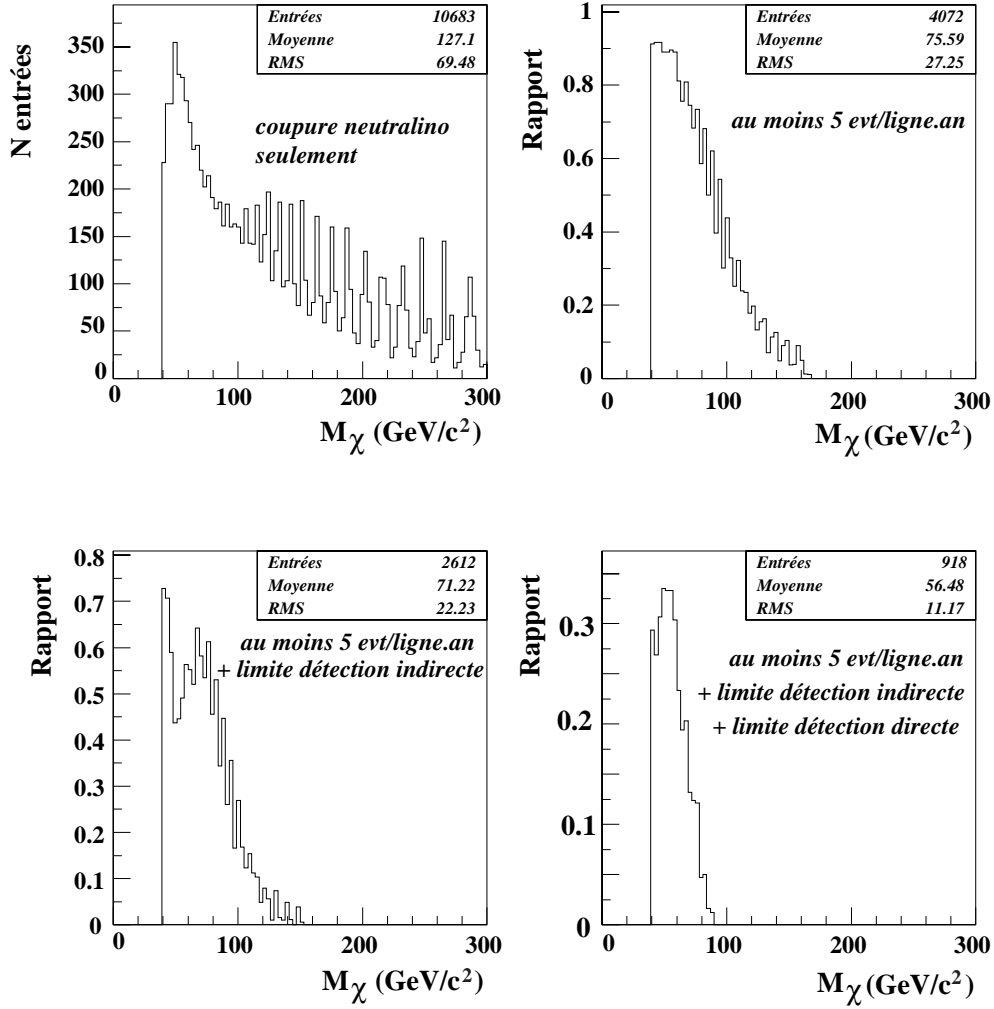 Entrées 10683
Moyenne 127.1
RMS 69.48
coupure neutralino
seulement
N entrées
350
300
250
200
150
100
50
0
0 100 200 300
Mχ (GeV/c²)
Entrées 4072
Moyenne 75.59
RMS 27.25
au moins 5 evt/ligne.an
Rapport
1
0.8
0.6
0.4
0.2
0
0 100 200 300
Mχ (GeV/c²)
Entrées 2612
Moyenne 71.22
RMS 22.23
au moins 5 evt/ligne.an
+ limite détection indirecte
Rapport
0.8
0.7
0.6
0.5
0.4
0.3
0.2
0.1
0
0 100 200 300
Mχ (GeV/c²)
Entrées 918
Moyenne 56.48
RMS 11.17
au moins 5 evt/ligne.an
+ limite détection indirecte
+ limite détection directe
Rapport
0.3
0.2
0.1
0
0 100 200 300
Mχ (GeV/c²)